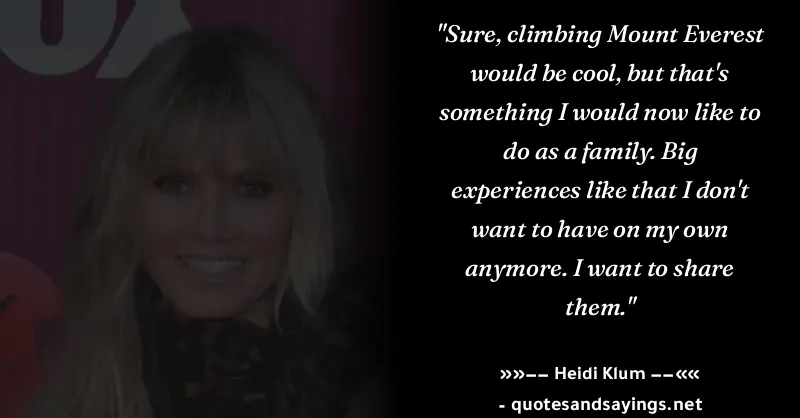 "Sure, climbing Mount Everest
would be cool, but that's
something I would now like to
do as a family. Big
experiences like that I don't
want to have on my own
anymore. I want to share
them."
»»−− Heidi Klum −−««
- quotesandsayings.net